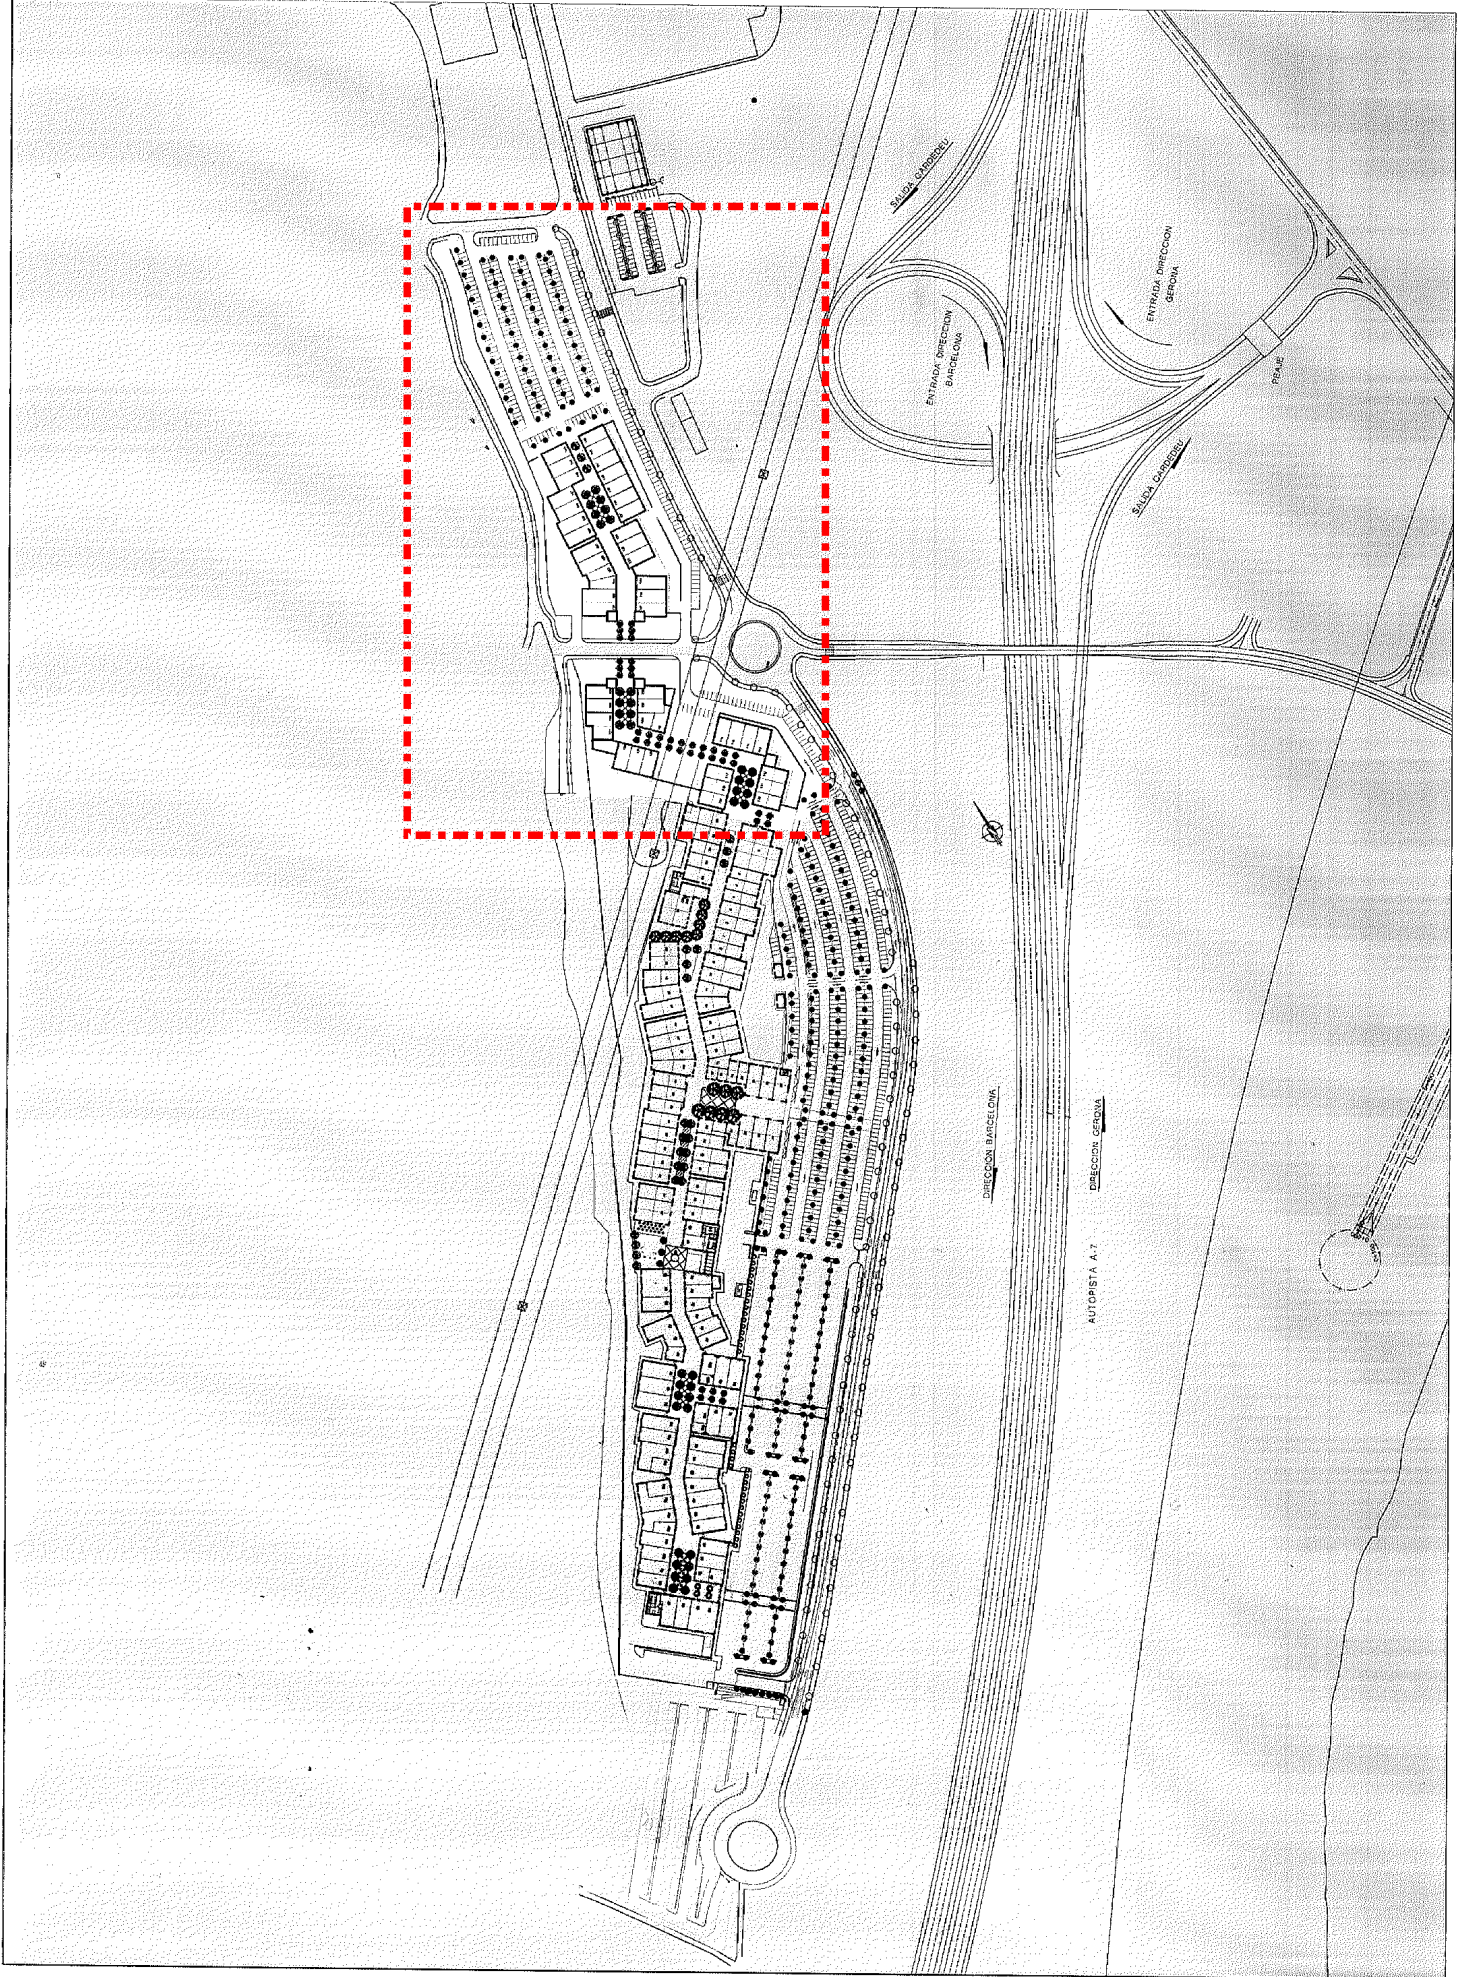 SALIDA CARDEDEU
ENTRADA DIRECCION
GERONA
ENTRADA DIRECCION
BARCELONA
PEAJE
SALIDA CARDEDEU
DIRECCION BARCELONA
DIRECCION GERONA
AUTOPISTA A.7